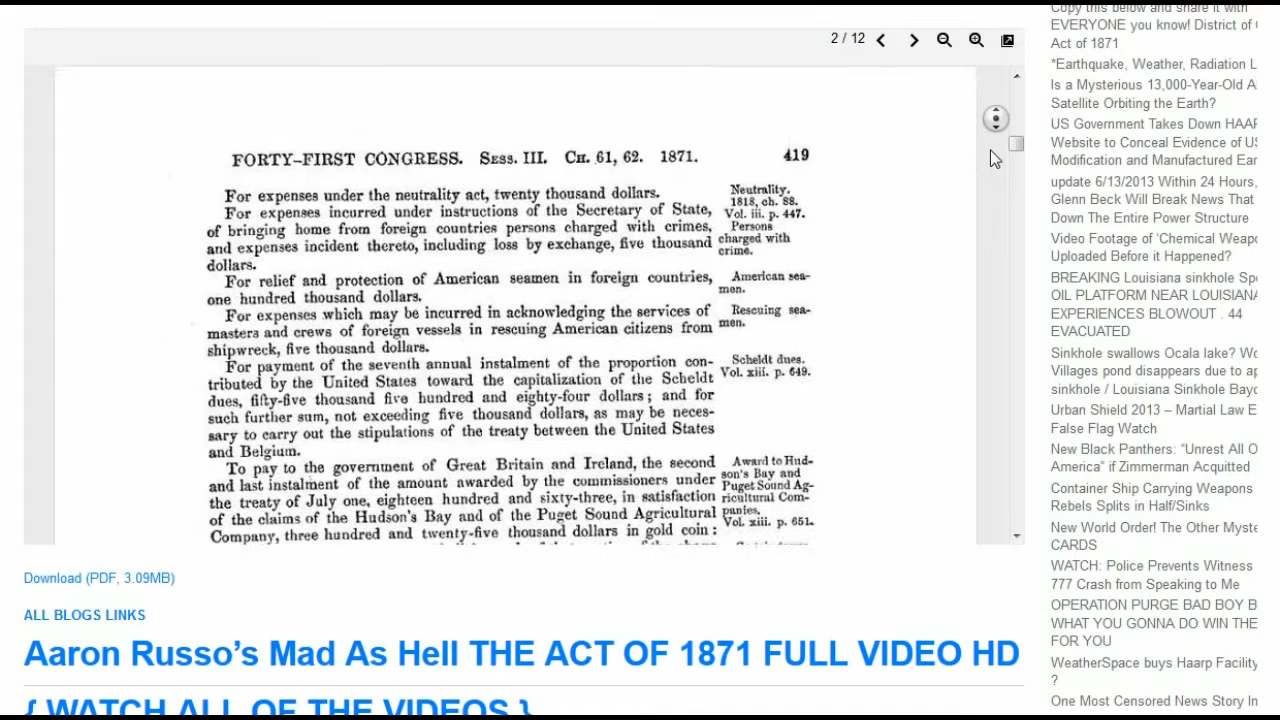 2 / 12
FORTY-FIRST CONGRESS. SESS. III. CH. 61, 62. 1871.
419
For expenses under the neutrality act, twenty thousand dollars.
For expenses incurred under instructions of the Secretary of State,
of bringing home from foreign countries persons charged with crimes,
and expenses incident thereto, including loss by exchange, five thousand
dollars.
For relief and protection of American seamen in foreign countries,
one hundred thousand dollars.
For expenses which may be incurred in acknowledging the services of
masters and crews of foreign vessels in rescuing American citizens from
shipwreck, five thousand dollars.
For payment of the seventh annual instalment of the proportion con-
tributed by the United States toward the capitalization of the Scheldt
dues, fifty-five thousand five hundred and eighty-four dollars; and for
such further sum, not exceeding five thousand dollars, as may be neces-
sary to carry out the stipulations of the treaty between the United States
and Belgium.
To pay to the government of Great Britain and Ireland, the second
and last instalment of the amount awarded by the commissioners under
the treaty of July one, eighteen hundred and sixty-three, in satisfaction
of the claims of the Hudson's Bay and of the Puget Sound Agricultural
Company, three hundred and twenty-five thousand dollars in gold coin:
Neutrality.
1818, ch. 88.
Vol. iii. p. 447.
Persons
charged with
crime.
American sea-
men.
Rescuing sea-
men.
Scheldt dues.
Vol. xiii. p. 649.
Award to Hud-
son's Bay and
Puget Sound Ag-
ricultural Com-
panies.
Vol. xiii. p. 651.
Download (PDF, 3.09MB)
ALL BLOGS LINKS
Aaron Russo's Mad As Hell THE ACT OF 1871 FULL VIDEO HD
{ WATCH ALL OF THE VIDEOS }
Copy this below and share it with
EVERYONE you know! District of
Act of 1871
*Earthquake, Weather, Radiation L
Is a Mysterious 13,000-Year-Old A
Satellite Orbiting the Earth?
US Government Takes Down HAAR
Website to Conceal Evidence of US
Modification and Manufactured Ear
update 6/13/2013 Within 24 Hours,
Glenn Beck Will Break News That
Down The Entire Power Structure
Video Footage of 'Chemical Weapo
Uploaded Before it Happened?
BREAKING Louisiana sinkhole Spe
OIL PLATFORM NEAR LOUISIANA
EXPERIENCES BLOWOUT . 44
EVACUATED
Sinkhole swallows Ocala lake? Wo
Villages pond disappears due to ap
sinkhole / Louisiana Sinkhole Bayo
Urban Shield 2013 – Martial Law E
False Flag Watch
New Black Panthers: “Unrest All O
America” if Zimmerman Acquitted
Container Ship Carrying Weapons
Rebels Splits in Half/Sinks
New World Order! The Other Myste
CARDS
WATCH: Police Prevents Witness
777 Crash from Speaking to Me
OPERATION PURGE BAD BOY B
WHAT YOU GONNA DO WIN THE
FOR YOU
WeatherSpace buys Haarp Facility
?
One Most Censored News Story In